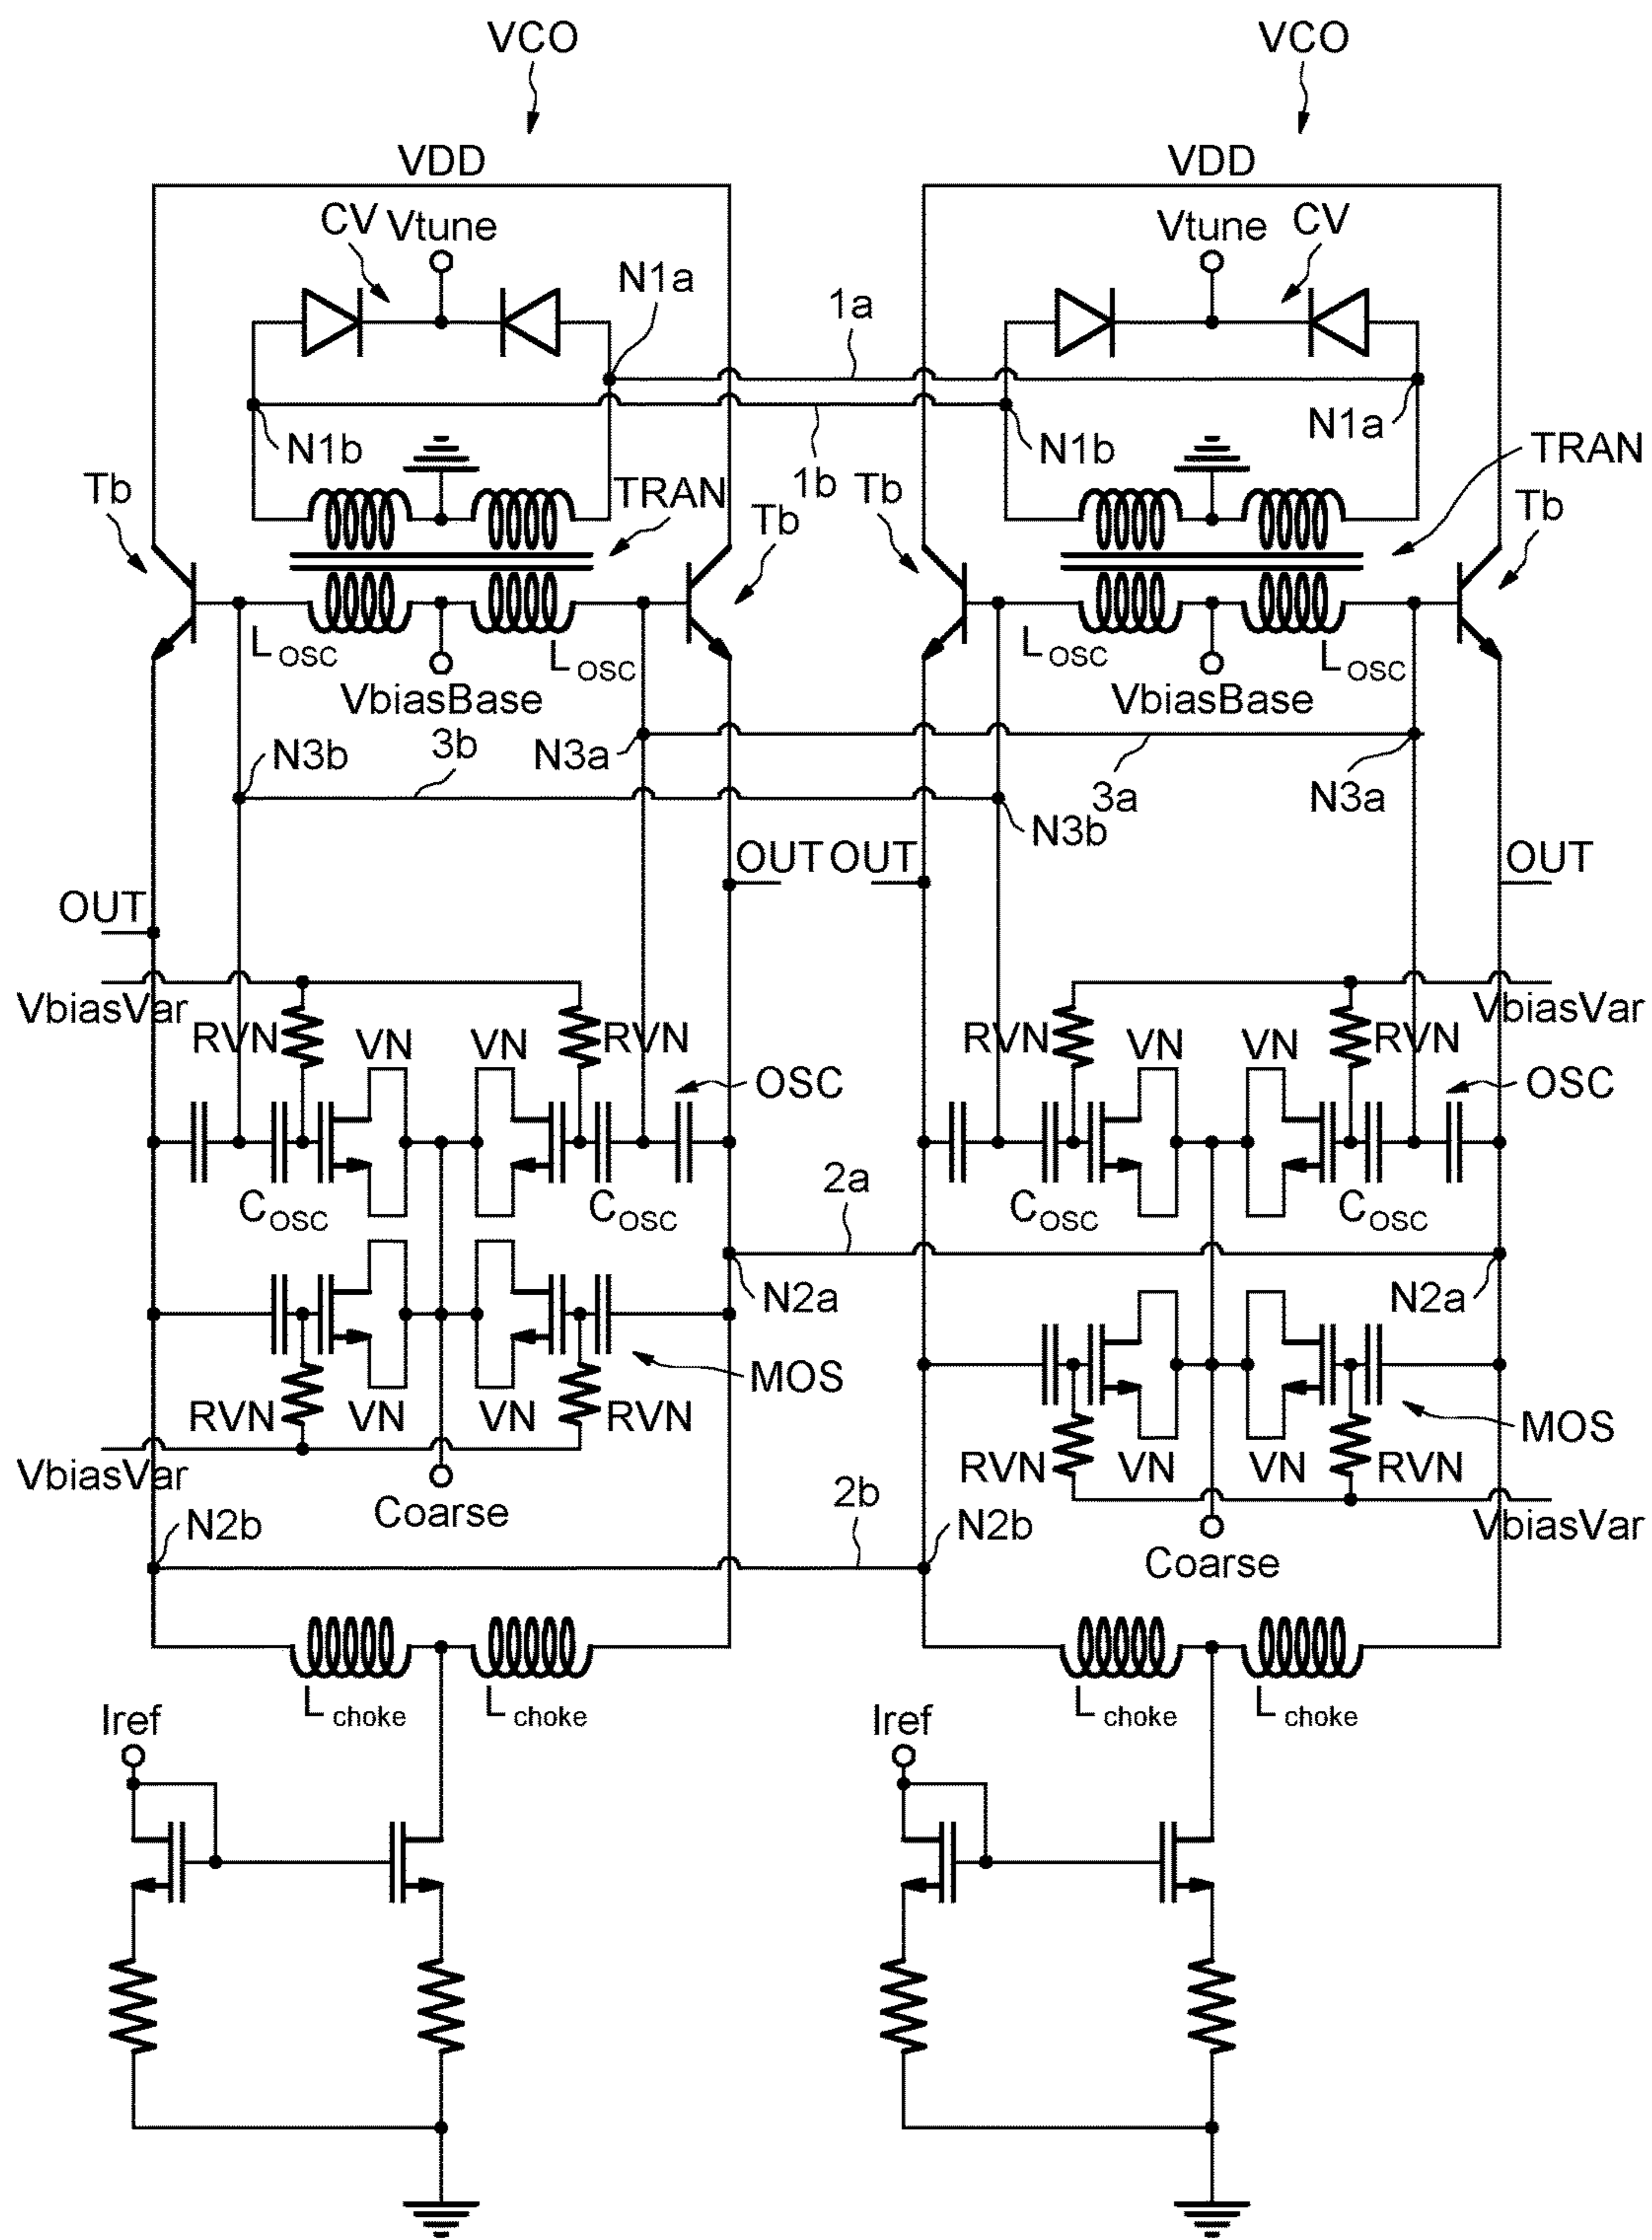 VCO VCO
VDD VDD
CV Vtune Vtune CV
N1a 1a
N1b 1b N1b N1a
TRAN TRAN
Tb Tb Tb Tb
LOSC LOSC LOSC LOSC
VbiasBase VbiasBase
N3b 3b N3a 3a N3a
N3b
OUT OUT OUT OUT
VbiasVar VbiasVar
RVN VN VN RVN RVN VN VN RVN
OSC OSC
COSC COSC COSC COSC
2a
N2a N2a
MOS MOS
RVN VN VN RVN RVN VN VN RVN
VbiasVar VbiasVar
Coarse Coarse
N2b 2b N2b
Lchoke Lchoke Lchoke Lchoke
Iref Iref